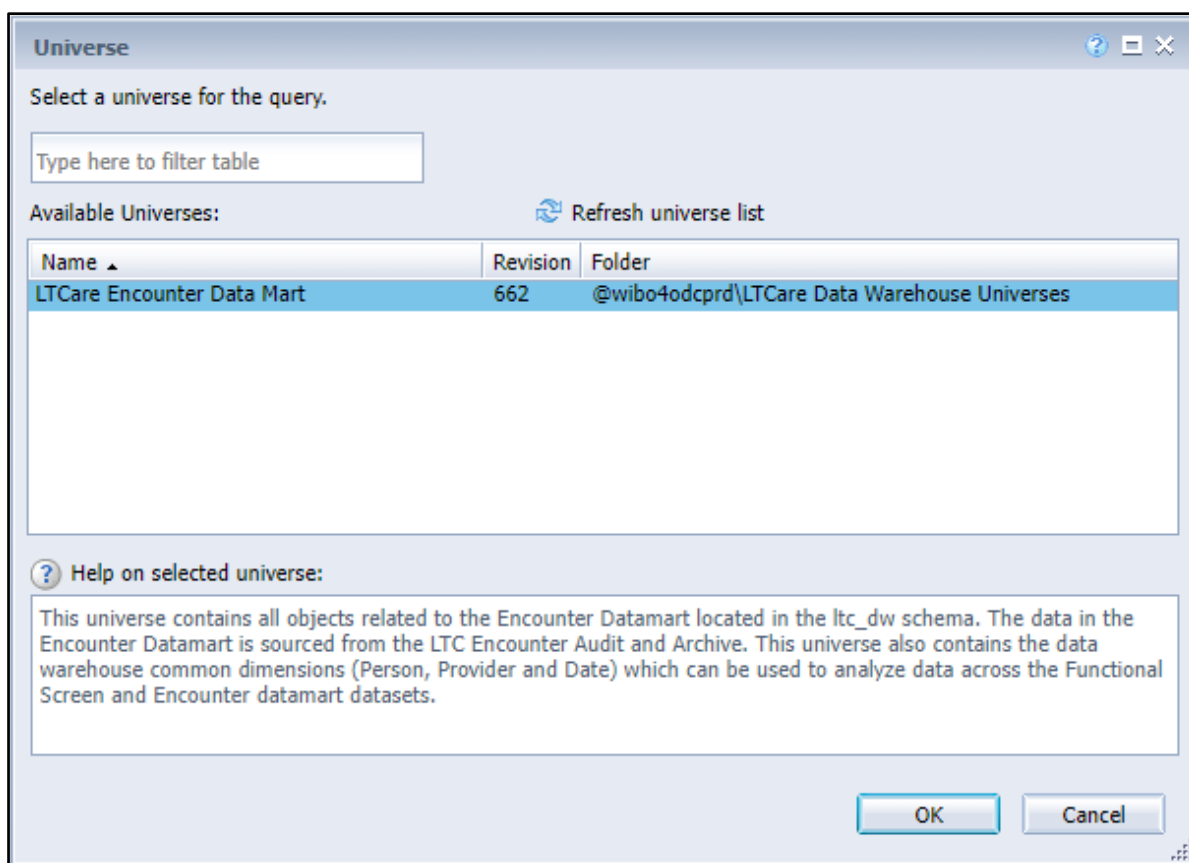 Universe
Select a universe for the query.
Type here to filter table
Available Universes: Refresh universe list
Name Revision Folder
LTCare Encounter Data Mart 662 @wibo4odcprd\LTCare Data Warehouse Universes
? Help on selected universe:
This universe contains all objects related to the Encounter Datamart located in the ltc_dw schema. The data in the
Encounter Datamart is sourced from the LTC Encounter Audit and Archive. This universe also contains the data
warehouse common dimensions (Person, Provider and Date) which can be used to analyze data across the Functional
Screen and Encounter datamart datasets.
OK Cancel